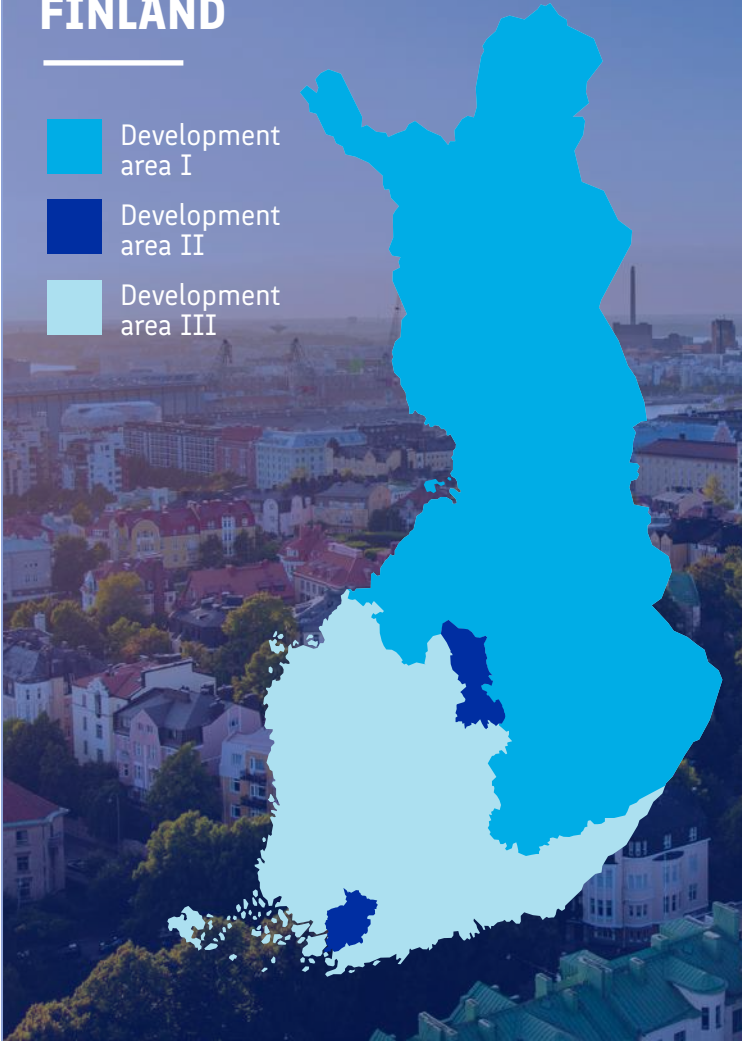 FINLAND
Development
area I
Development
area II
Development
area III